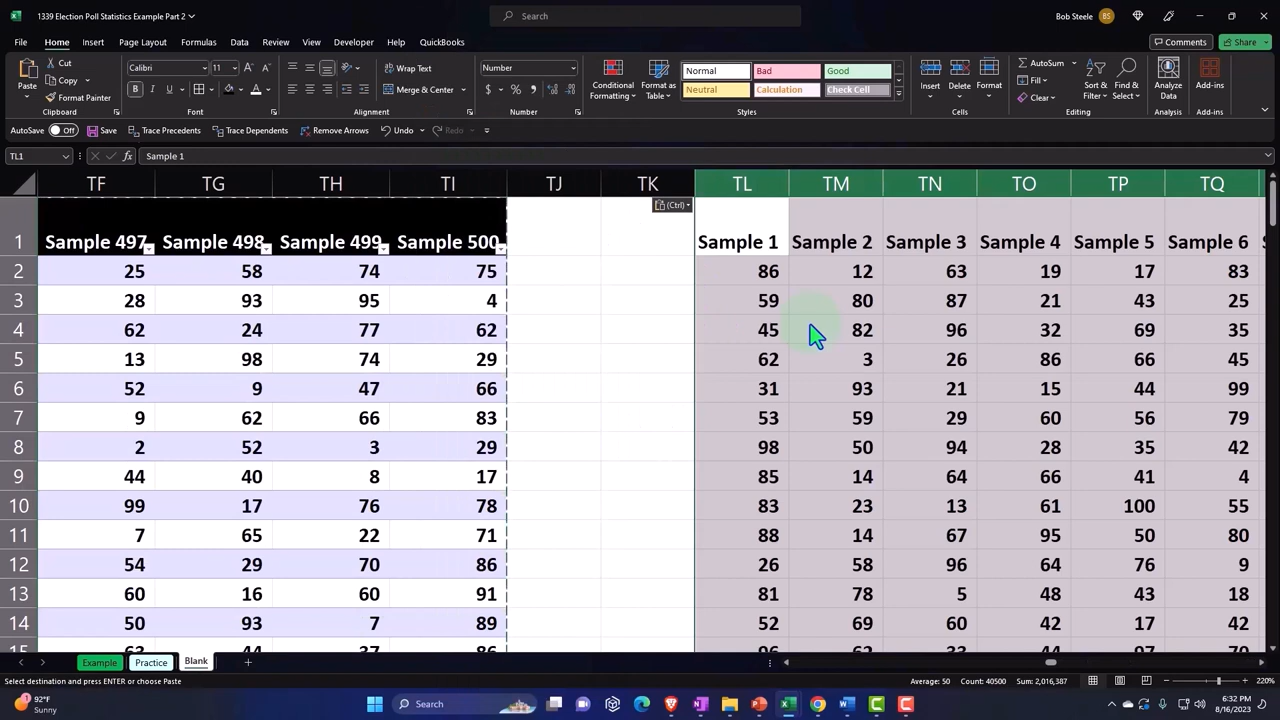 1339 Election Poll Statistics Example Part 2
Search
Bob Steele BS
File Home Insert Page Layout Formulas Data Review View Developer Help QuickBooks
Comments Share
Paste Cut
Copy
Format Painter
Clipboard
Calibri 11
Font
Wrap Text
Merge & Center
Alignment
Number
Number
Conditional Formatting
Format as Table
Normal Bad Good
Neutral Calculation Check Cell
Styles
Insert Delete Format
Cells
AutoSum
Fill
Clear
Sort & Filter
Find & Select
Editing
Analyze Data
Analysis
Add-ins
Add-ins
AutoSave Off Save Trace Precedents Trace Dependents Remove Arrows Undo Redo
TL1 fx Sample 1
TF TG TH TI TJ TK TL TM TN TO TP TQ
(Ctrl)
1 Sample 497 Sample 498 Sample 499 Sample 500 Sample 1 Sample 2 Sample 3 Sample 4 Sample 5 Sample 6
2 25 58 74 75 86 12 63 19 17 83
3 28 93 95 4 59 80 87 21 43 25
4 62 24 77 62 45 82 96 32 69 35
5 13 98 74 29 62 3 26 86 66 45
6 52 9 47 66 31 93 21 15 44 99
7 9 62 66 83 53 59 29 60 56 79
8 2 52 3 29 98 50 94 28 35 42
9 44 40 8 17 85 14 64 66 41 4
10 99 17 76 78 83 23 13 61 100 55
11 7 65 22 71 88 14 67 95 50 80
12 54 29 70 86 26 58 96 64 76 9
13 60 16 60 91 81 78 5 48 43 18
14 50 93 7 89 52 69 60 42 17 42
Example Practice Blank
Select destination and press ENTER or choose Paste
Average: 50 Count: 40500 Sum: 2,016,387
220%
92°F
Sunny
Search
6:32 PM
8/16/2023